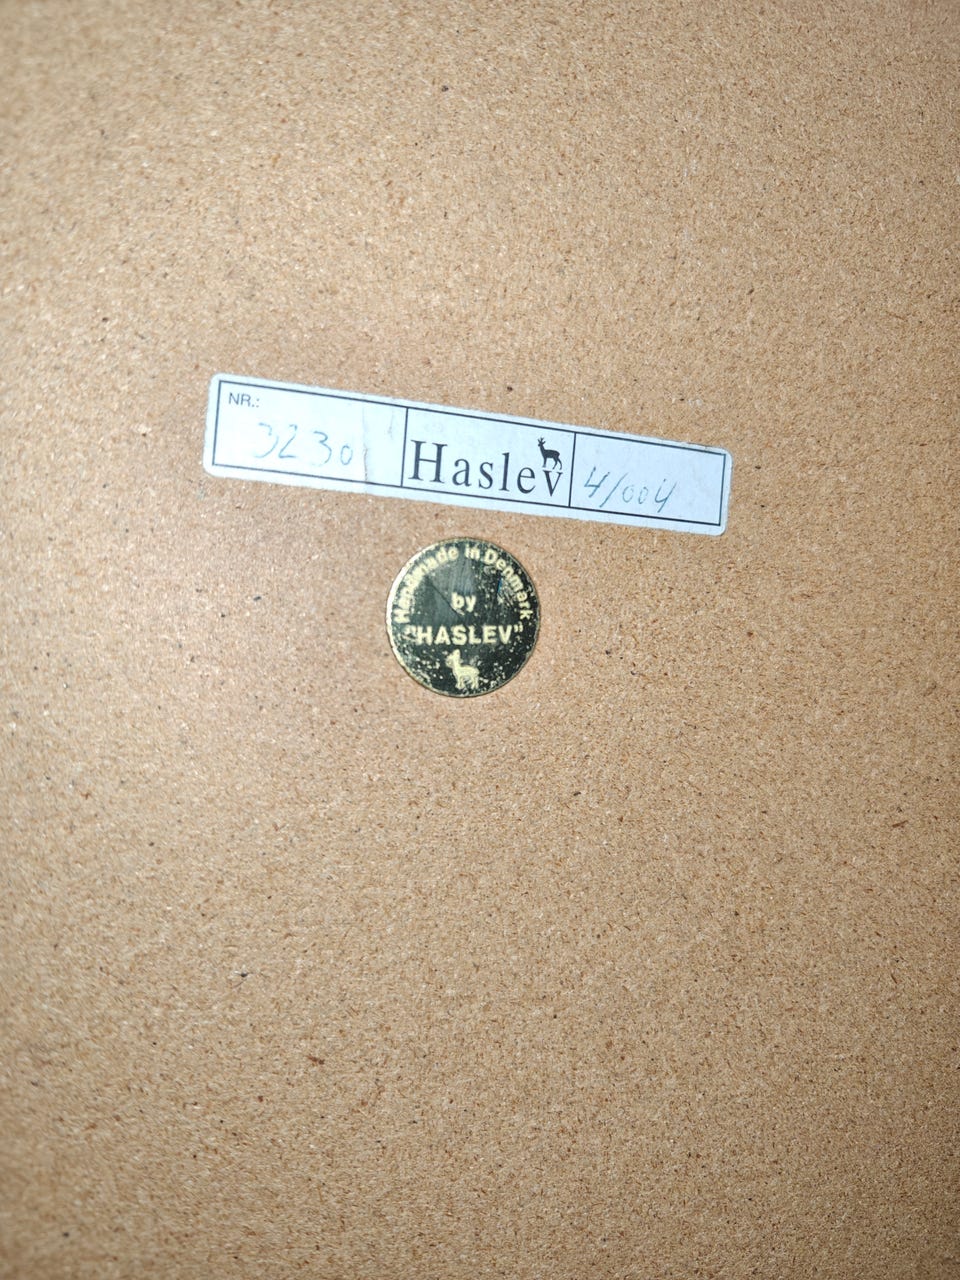 NR.:
3230
Haslev
4/004
Handmade in Denmark
by
"HASLEV"